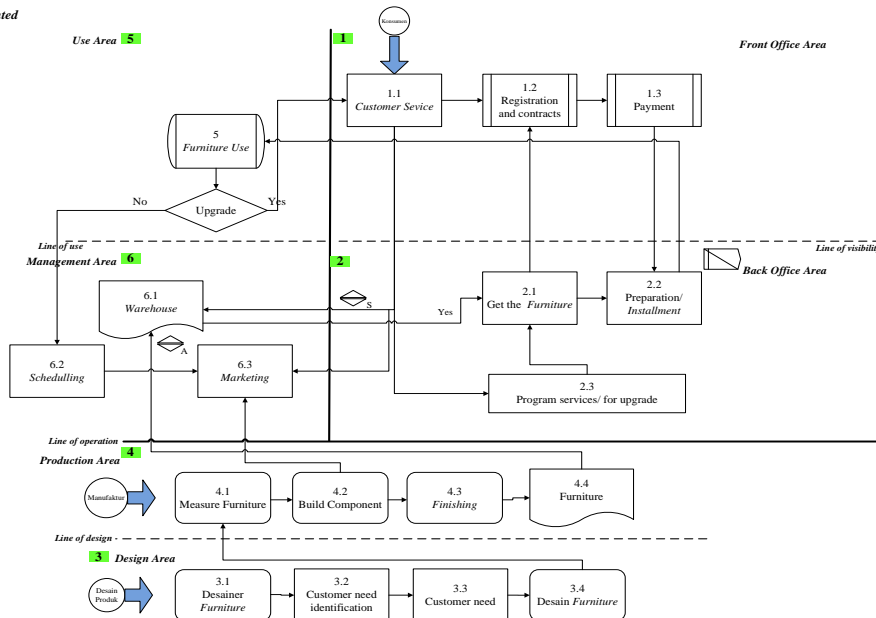 nted
Konsumen
Use Area 5
1
Front Office Area
1.1
Customer Sevice
1.2
Registration
and contracts
1.3
Payment
5
Furniture Use
No
Upgrade
Yes
Line of use
Line of visibilit
Management Area 6
2
Back Office Area
6.1
Warehouse
S
Yes
2.1
Get the Furniture
2.2
Preparation/
Installment
A
6.2
Schedulling
6.3
Marketing
2.3
Program services/ for upgrade
Line of operation
4
Production Area
Manufaktur
4.1
Measure Furniture
4.2
Build Component
4.3
Finishing
4.4
Furniture
Line of design
3 Design Area
Desain
Produk
3.1
Desainer
Furniture
3.2
Customer need
identification
3.3
Customer need
3.4
Desain Furniture